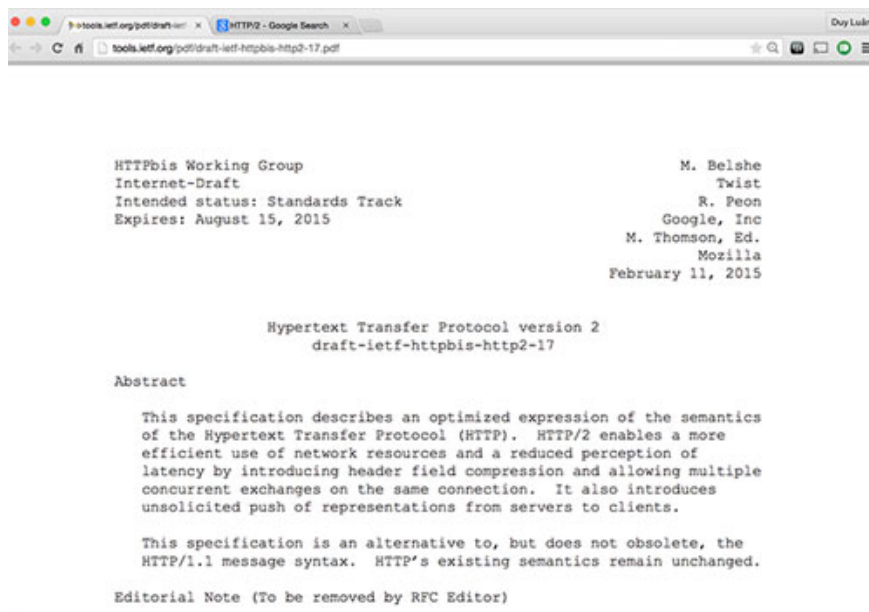 tools.ietf.org/pdf/draft-ietf-
HTTP/2 - Google Search
Duy Luân
tools.ietf.org/pdf/draft-ietf-httpbis-http2-17.pdf
HTTPbis Working Group M. Belshe
Internet-Draft Twist
Intended status: Standards Track R. Peon
Expires: August 15, 2015 Google, Inc
M. Thomson, Ed.
Mozilla
February 11, 2015
Hypertext Transfer Protocol version 2
draft-ietf-httpbis-http2-17
Abstract
This specification describes an optimized expression of the semantics
of the Hypertext Transfer Protocol (HTTP). HTTP/2 enables a more
efficient use of network resources and a reduced perception of
latency by introducing header field compression and allowing multiple
concurrent exchanges on the same connection. It also introduces
unsolicited push of representations from servers to clients.
This specification is an alternative to, but does not obsolete, the
HTTP/1.1 message syntax. HTTP's existing semantics remain unchanged.
Editorial Note (To be removed by RFC Editor)